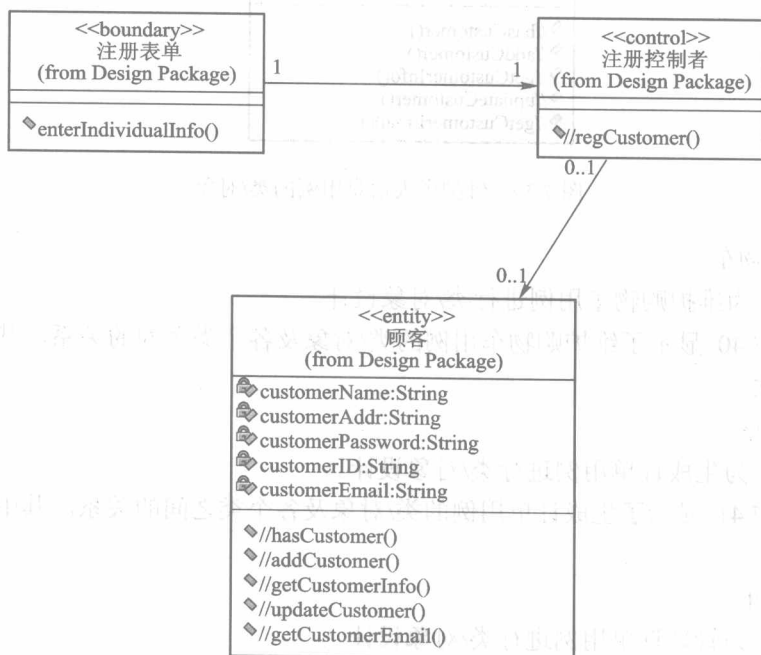 <<boundary>>
注册表单
(from Design Package)
enterIndividualInfo()
1
1
<<control>>
注册控制者
(from Design Package)
//regCustomer()
0..1
0..1
<<entity>>
顾客
(from Design Package)
customerName:String
customerAddr:String
customerPassword:String
customerID:String
customerEmail:String
//hasCustomer()
//addCustomer()
//getCustomerInfo()
//updateCustomer()
//getCustomerEmail()